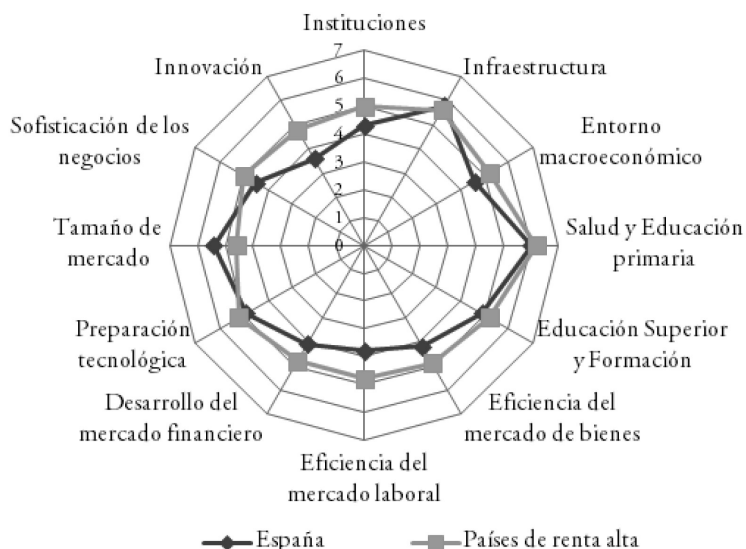 Instituciones
Infraestructura
Entorno
macroeconómico
Salud y Educación
primaria
Educación Superior
y Formación
Eficiencia del
mercado de bienes
Eficiencia del
mercado laboral
Desarrollo del
mercado financiero
Preparación
tecnológica
Tamaño de
mercado
Sofisticación de los
negocios
Innovación
7
6
5
4
3
2
1
0
España
Países de renta alta